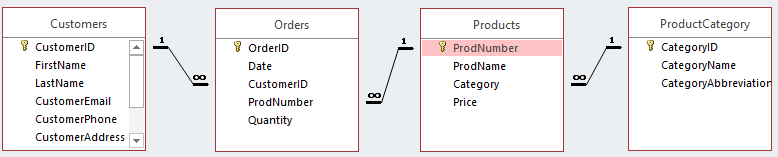 Customers
CustomerID
FirstName
LastName
CustomerEmail
CustomerPhone
CustomerAddress
1
∞
Orders
OrderID
Date
CustomerID
ProdNumber
Quantity
1
∞
Products
ProdNumber
ProdName
Category
Price
1
∞
ProductCategory
CategoryID
CategoryName
CategoryAbbreviation